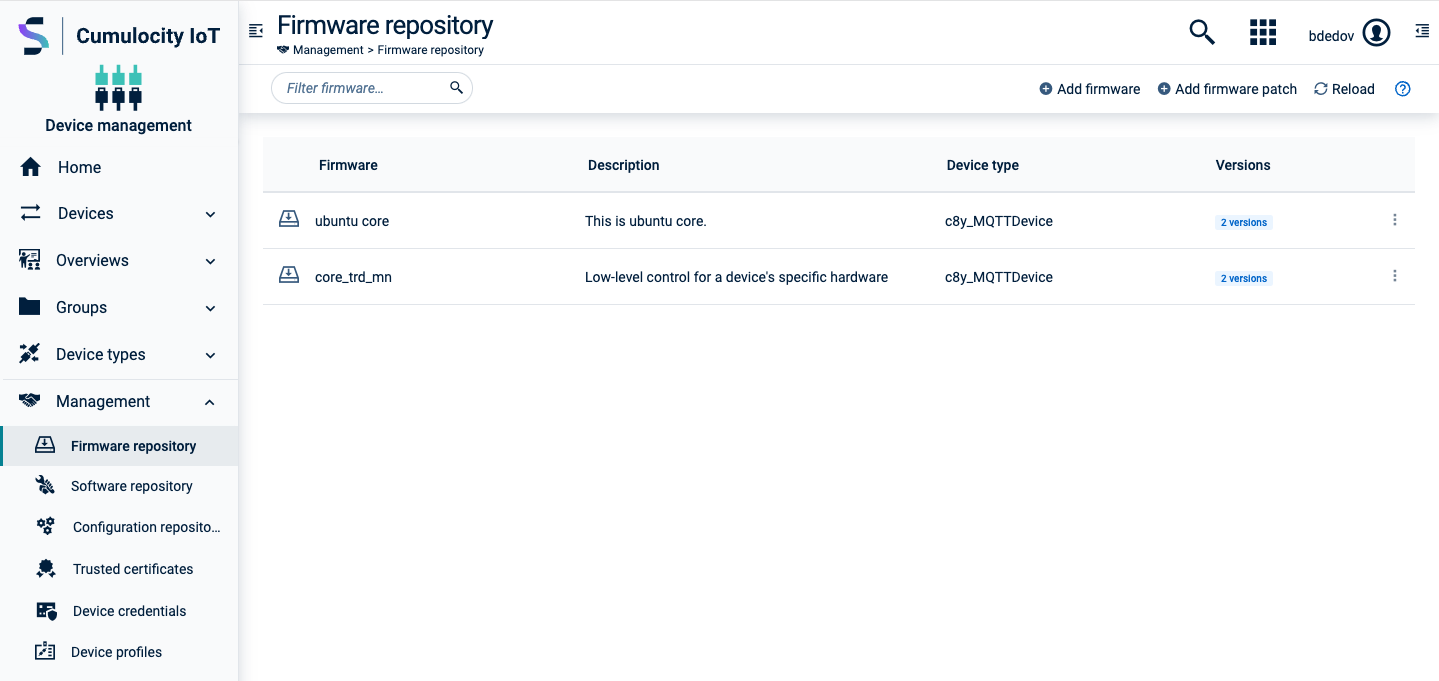 Cumulocity IoT
Device management
Home
Devices
Overviews
Groups
Device types
Management
Firmware repository
Software repository
Configuration reposito...
Trusted certificates
Device credentials
Device profiles
Firmware repository
Management > Firmware repository
bdedov
Filter firmware...
Add firmware Add firmware patch Reload
Firmware Description Device type Versions
ubuntu core This is ubuntu core. c8y_MQTTDevice 2 versions
core_trd_mn Low-level control for a device's specific hardware c8y_MQTTDevice 2 versions